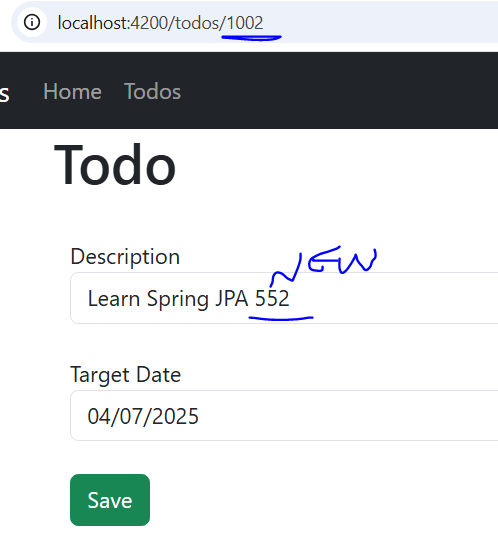 localhost:4200/todos/1002
s Home Todos
Todo
Description
NEW
Learn Spring JPA 552
Target Date
04/07/2025
Save